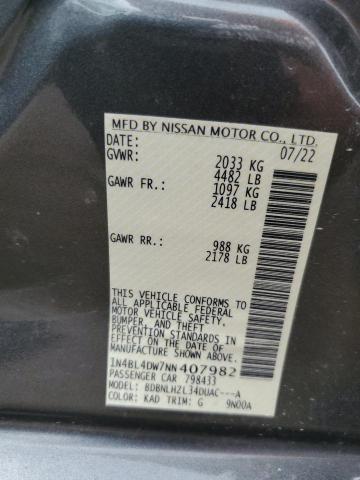 MFD BY NISSAN MOTOR CO., LTD.
DATE: 07/22
GVWR: 2033 KG
4482 LB
GAWR FR.: 1097 KG
2418 LB
GAWR RR.: 988 KG
2178 LB
THIS VEHICLE CONFORMS TO
ALL APPLICABLE FEDERAL
MOTOR VEHICLE SAFETY,
BUMPER, AND THEFT
PREVENTION STANDARDS IN
EFFECT ON THE DATE OF
MANUFACTURE SHOWN ABOVE.
1N4BL4DW7NN407982
PASSENGER CAR 798433
MODEL: BDBNLHZL34DUAC---A
COLOR: KAD TRIM: G 9N00A